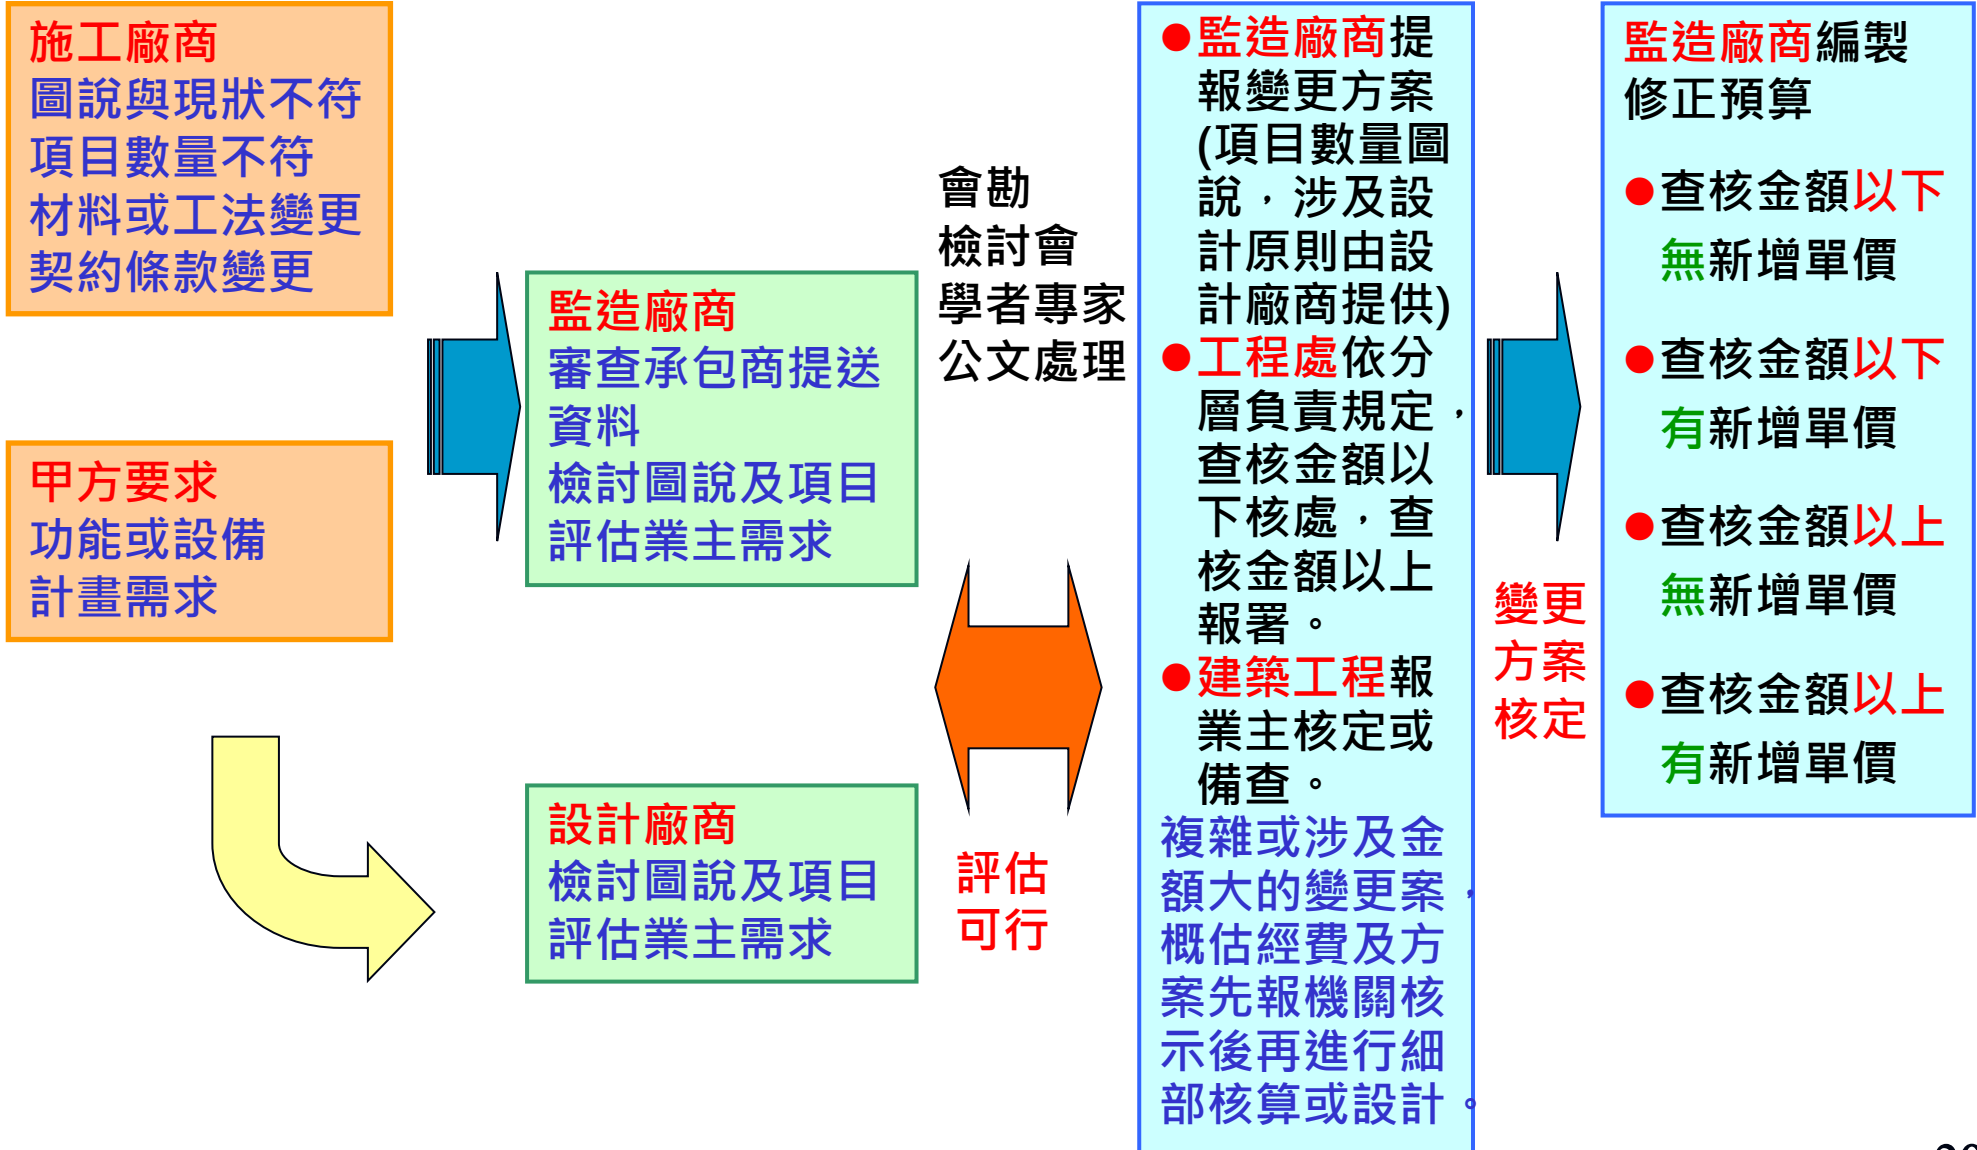 施工廠商
圖說與現狀不符
項目數量不符
材料或工法變更
契約條款變更
甲方要求
功能或設備
計畫需求
監造廠商
審查承包商提送
資料
檢討圖說及項目
評估業主需求
設計廠商
檢討圖說及項目
評估業主需求
會勘
檢討會
學者專家
公文處理
評估
可行
●監造廠商提
報變更方案
(項目數量圖
說，涉及設
計原則由設
計廠商提供)
●工程處依分
層負責規定，
查核金額以
下核處，查
核金額以上
報署。
●建築工程報
業主核定或
備查。
複雜或涉及金
額大的變更案，
概估經費及方
案先報機關核
示後再進行細
部核算或設計。
變更
方案
核定
監造廠商編製
修正預算
●查核金額以下
無新增單價
●查核金額以下
有新增單價
●查核金額以上
無新增單價
●查核金額以上
有新增單價